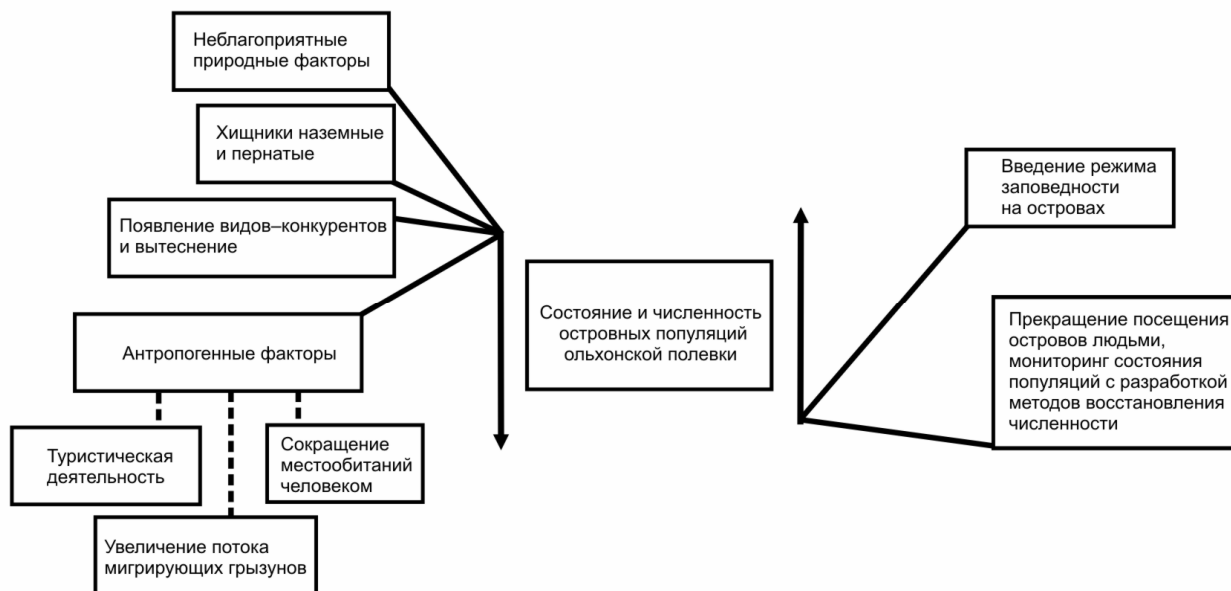 Неблагоприятные
природные факторы
Хищники наземные
и пернатые
Появление видов–конкурентов
и вытеснение
Антропогенные факторы
Туристическая
деятельность
Сокращение
местообитаний
человеком
Увеличение потока
мигрирующих грызунов
Состояние и численность
островных популяций
ольхонской полевки
Введение режима
заповедности
на островах
Прекращение посещения
островов людьми,
мониторинг состояния
популяций с разработкой
методов восстановления
численности